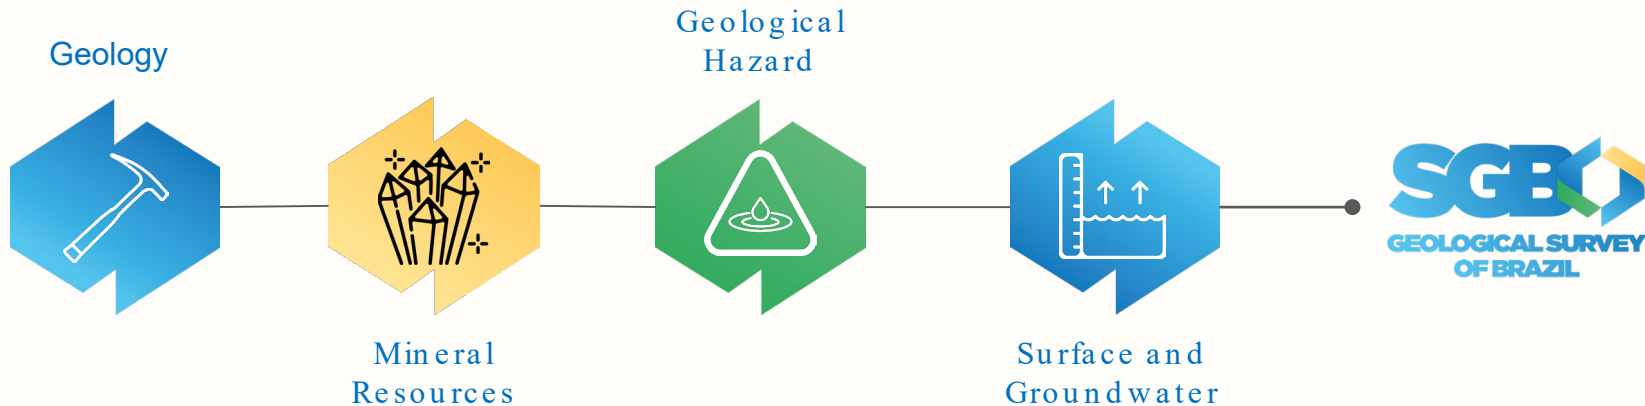 Geology
Mineral
Resources
Geological
Hazard
Surface and
Groundwater
SGB
GEOLOGICAL SURVEY
OF BRAZIL